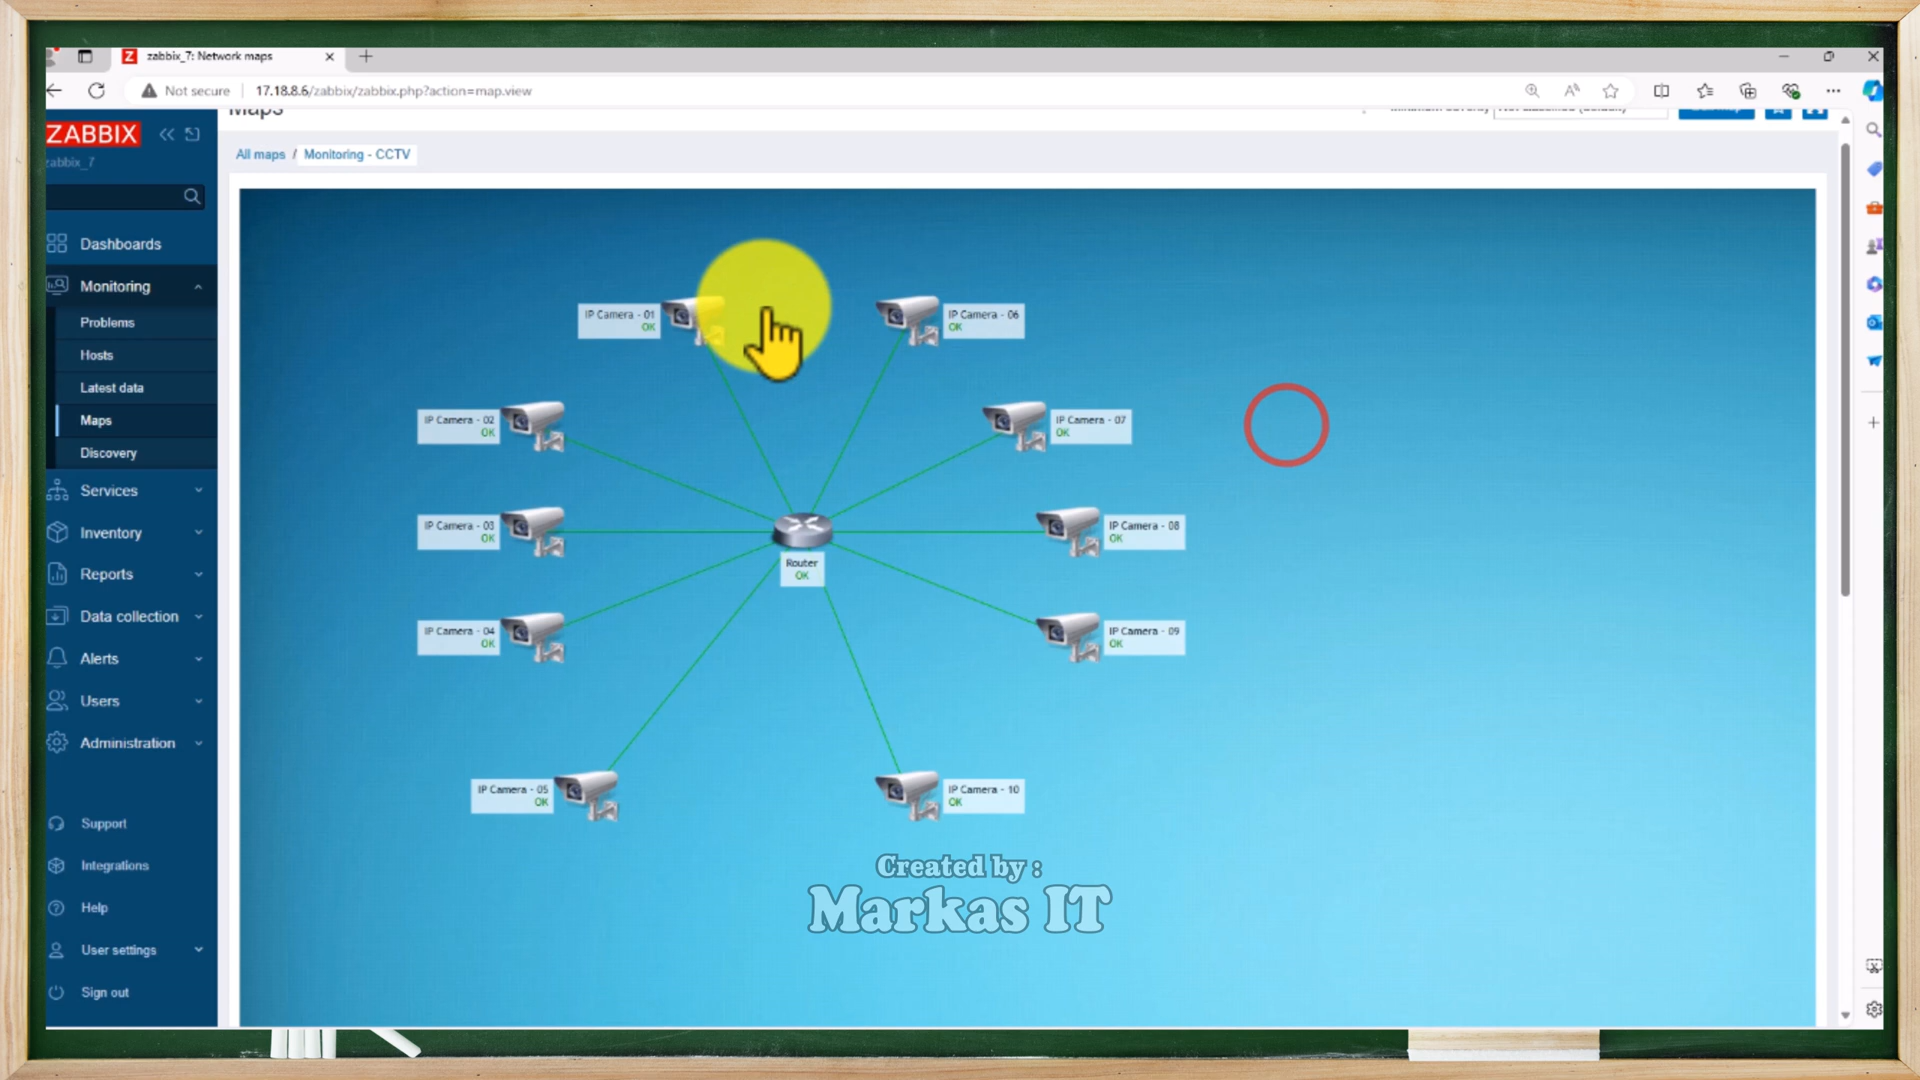 zabbix_7: Network maps
Not secure
17.18.8.6/zabbix/zabbix.php?action=map.view
Maps
ZABBIX
zabbix_7
All maps / Monitoring - CCTV
Dashboards
Monitoring
Problems
Hosts
Latest data
Maps
Discovery
Services
Inventory
Reports
Data collection
Alerts
Users
Administration
Support
Integrations
Help
User settings
Sign out
IP Camera - 01
OK
IP Camera - 06
OK
IP Camera - 02
OK
IP Camera - 07
OK
IP Camera - 03
OK
IP Camera - 08
OK
Router
OK
IP Camera - 04
OK
IP Camera - 09
OK
IP Camera - 05
OK
IP Camera - 10
OK
Created by :
Markas IT